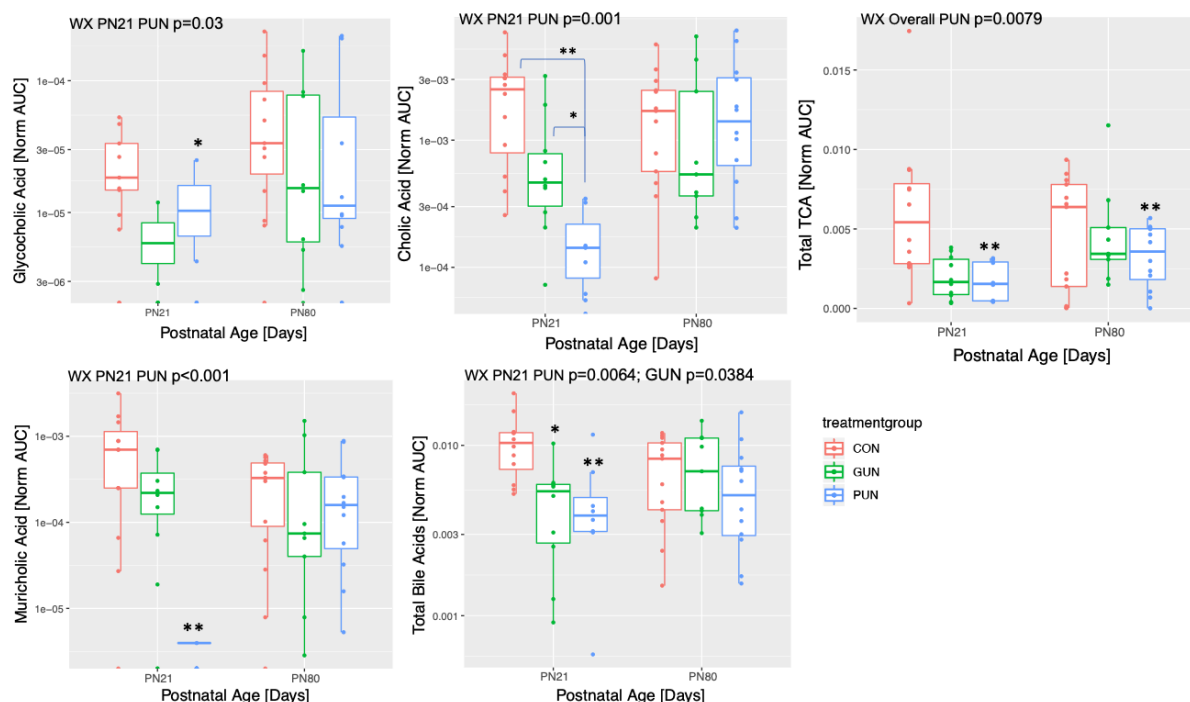 WX PN21 PUN p=0.03
Glycocholic Acid [Norm AUC]
1e-04
3e-05
1e-05
3e-06
*
PN21 PN80
Postnatal Age [Days]
WX PN21 PUN p=0.001
Cholic Acid [Norm AUC]
3e-03
1e-03
3e-04
1e-04
**
*
PN21 PN80
Postnatal Age [Days]
WX Overall PUN p=0.0079
Total TCA [Norm AUC]
0.015
0.010
0.005
0.000
** **
PN21 PN80
Postnatal Age [Days]
WX PN21 PUN p<0.001
Muricholic Acid [Norm AUC]
1e-03
1e-04
1e-05
**
PN21 PN80
Postnatal Age [Days]
WX PN21 PUN p=0.0064; GUN p=0.0384
Total Bile Acids [Norm AUC]
0.010
0.003
0.001
*
**
PN21 PN80
Postnatal Age [Days]
treatmentgroup
CON
GUN
PUN